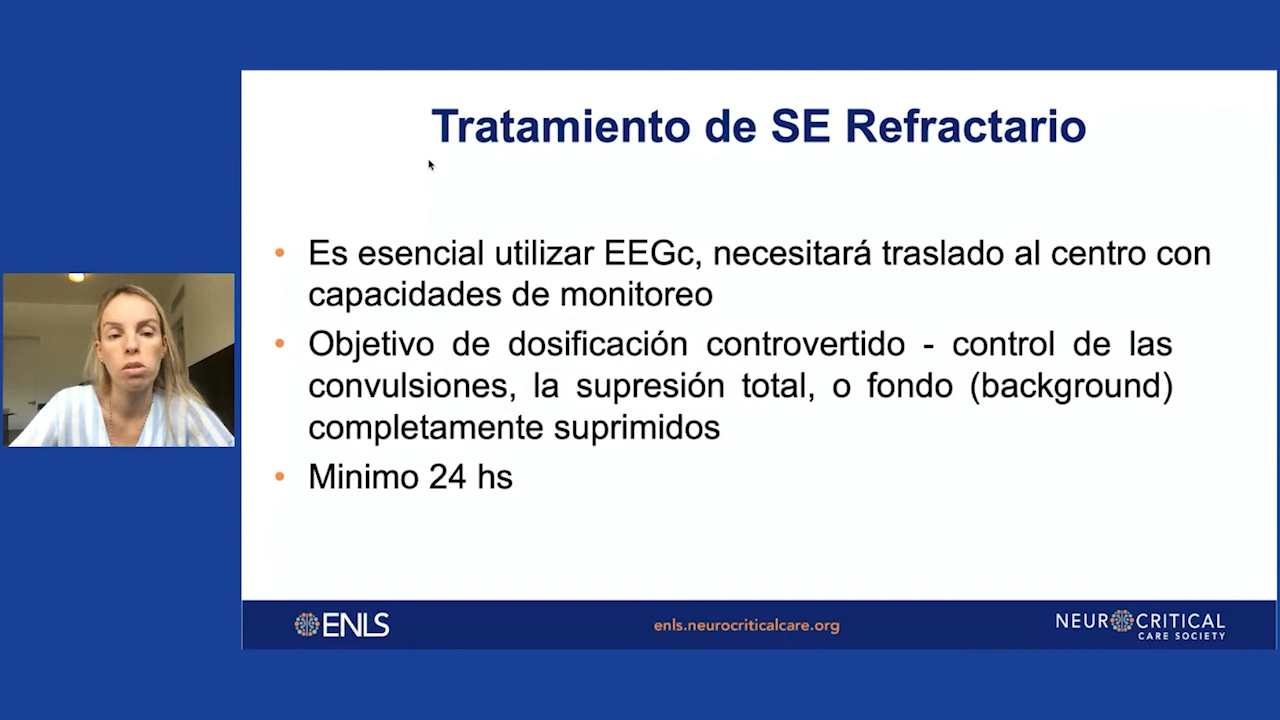 Tratamiento de SE Refractario
• Es esencial utilizar EEGc, necesitará traslado al centro con
capacidades de monitoreo
• Objetivo de dosificación controvertido - control de las
convulsiones, la supresión total, o fondo (background)
completamente suprimidos
• Minimo 24 hs
ENLS
enls.neurocriticalcare.org
NEUROCRITICAL
CARE SOCIETY